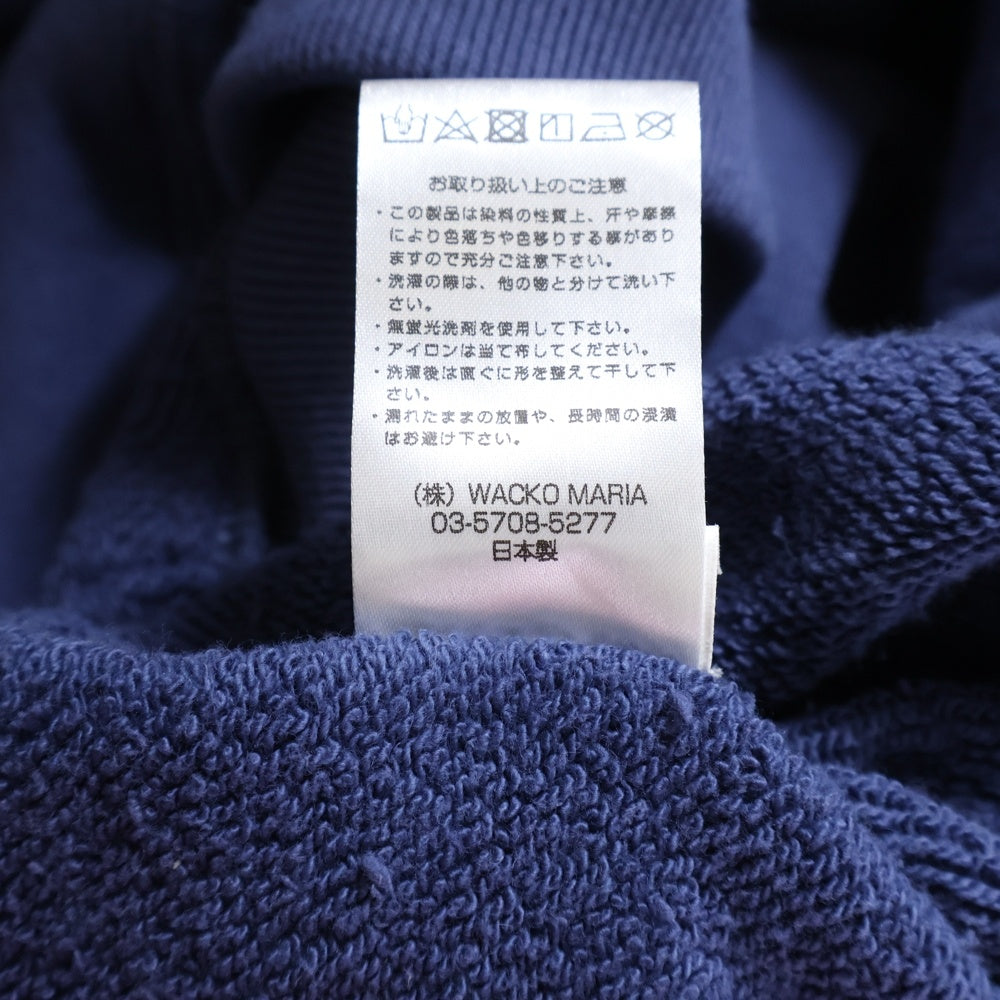 お取り扱い上のご注意
・この製品は染料の性質上、汗や摩擦
により色落ちや色移りする事があり
ますので充分ご注意下さい。
・洗濯の際は、他の物と分けて洗い下
さい。
・無蛍光洗剤を使用して下さい。
・アイロンは当て布してください。
・洗濯後は直ぐに形を整えて干して下
さい。
・濡れたままの放置や、長時間の浸漬
はお避け下さい。
(株) WACKO MARIA
03-5708-5277
日本製